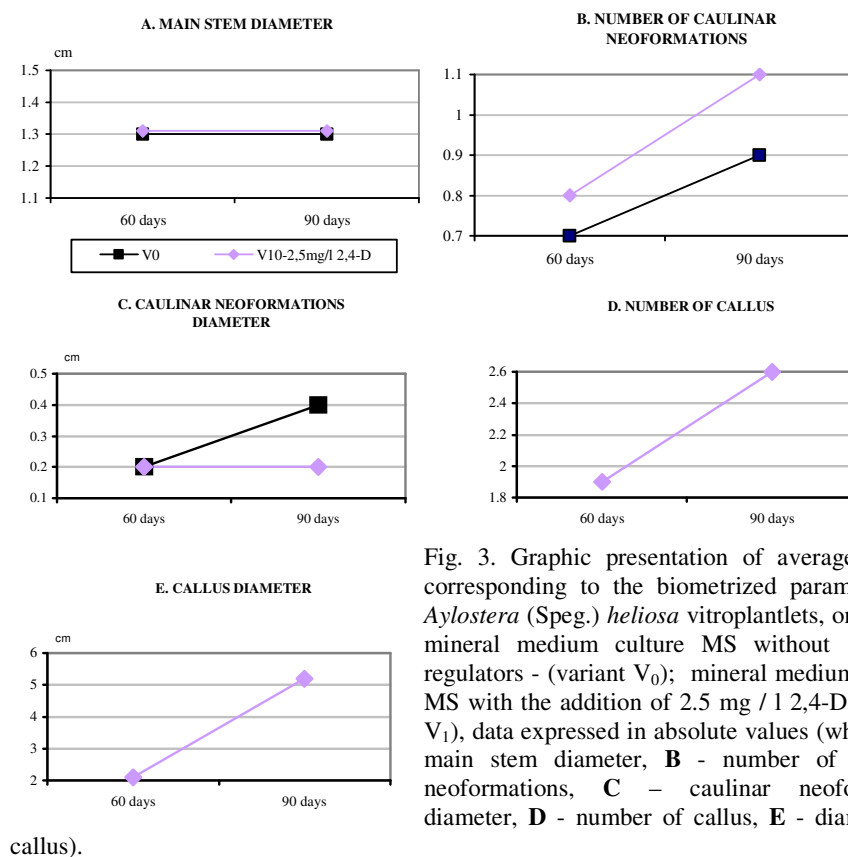 A. MAIN STEM DIAMETER
cm
1.5
1.4
1.3
1.2
1.1
60 days 90 days
V0 V10-2,5mg/l 2,4-D
B. NUMBER OF CAULINAR
NEOFORMATIONS
1.1
1
0.9
0.8
0.7
60 days 90 days
C. CAULINAR NEOFORMATIONS
DIAMETER
cm
0.5
0.4
0.3
0.2
0.1
60 days 90 days
D. NUMBER OF CALLUS
2.6
2.4
2.2
2
1.8
60 days 90 days
E. CALLUS DIAMETER
cm
6
5
4
3
2
60 days 90 days
Fig. 3. Graphic presentation of average
corresponding to the biometrized param
Aylostera (Speg.) heliosa vitroplantlets, or
mineral medium culture MS without
regulators - (variant V0); mineral medium
MS with the addition of 2.5 mg / l 2,4-D
V1), data expressed in absolute values (wh
main stem diameter, B - number of
neoformations, C – caulinar neofo
diameter, D - number of callus, E - diar
callus).